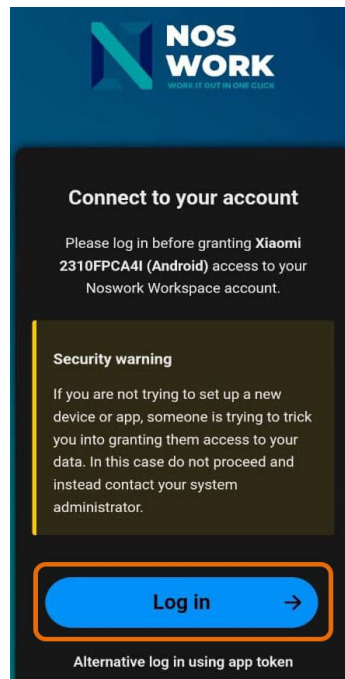 NOS
WORK
WORK IT OUT IN ONE CLICK
Connect to your account
Please log in before granting Xiaomi
2310FPCA4I (Android) access to your
Noswork Workspace account.
Security warning
If you are not trying to set up a new
device or app, someone is trying to trick
you into granting them access to your
data. In this case do not proceed and
instead contact your system
administrator.
Log in →
Alternative log in using app token